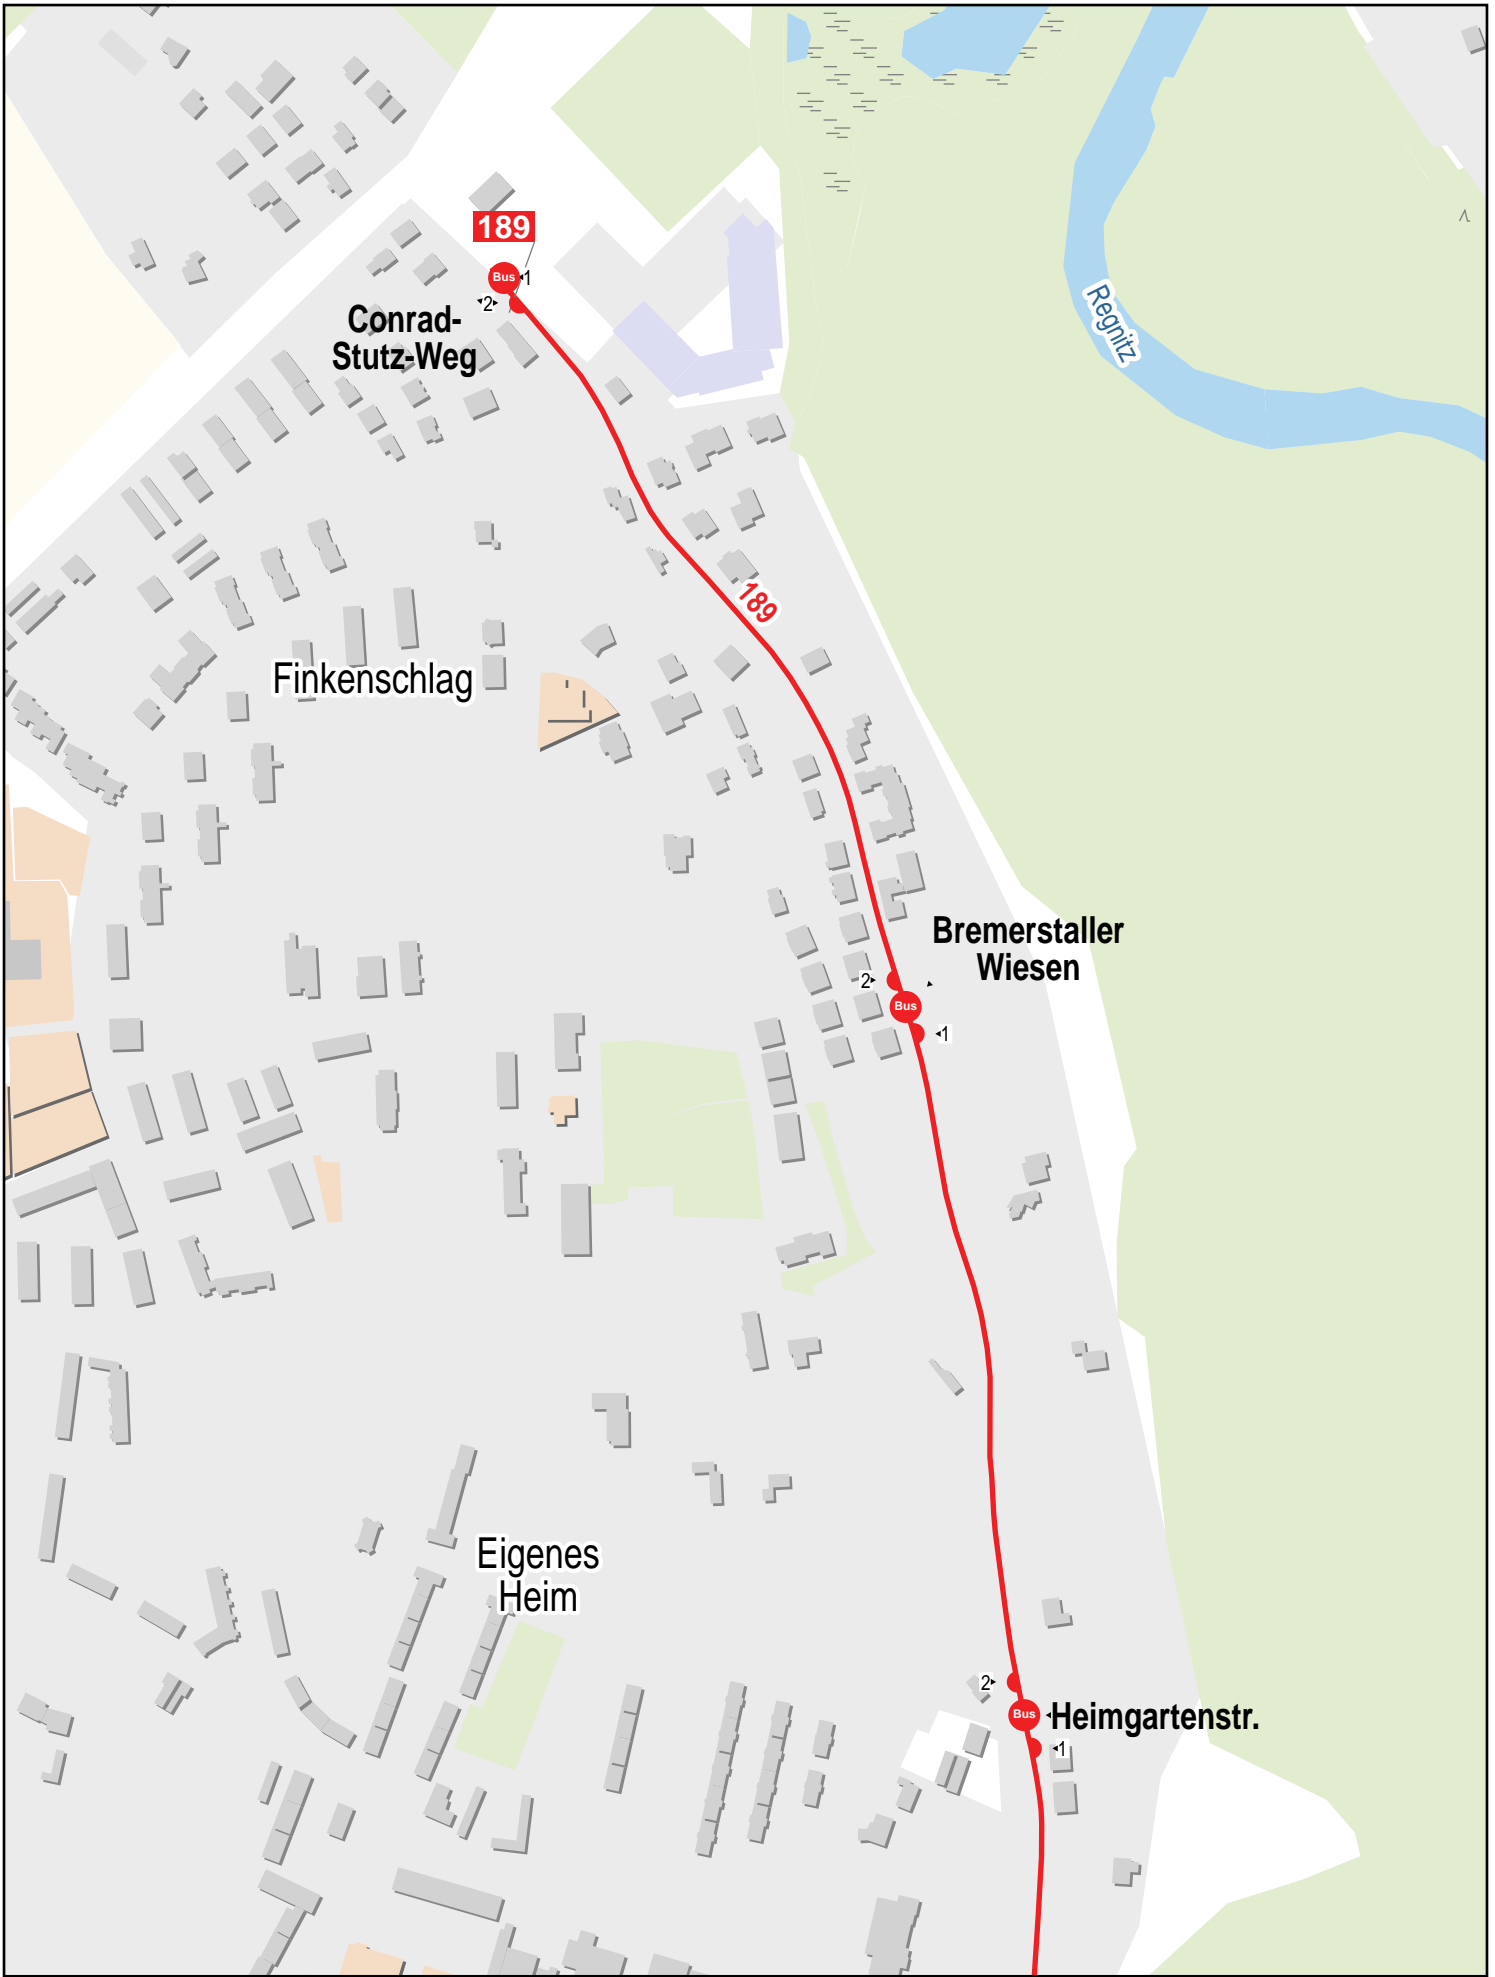 189
Bus
1
2
Conrad-
Stutz-Weg
Regnitz
189
Finkenschlag
Bremerstaller
Wiesen
2
Bus
1
Eigenes
Heim
2
Bus
Heimgartenstr.
1